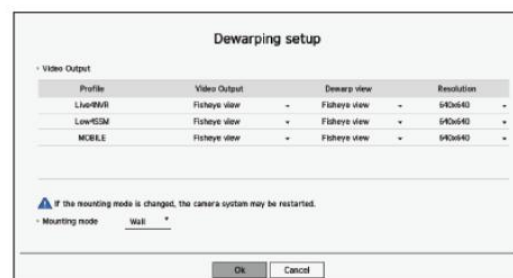 Dewarping setup
Video Output
Profile Video Output Dewarp view Resolution
Live4NVR Fisheye view Fisheye view 640x640
Low4SSM Fisheye view Fisheye view 640x640
MOBILE Fisheye view Fisheye view 640x640
If the mounting mode is changed, the camera system may be restarted.
Mounting mode Wall
Ok Cancel